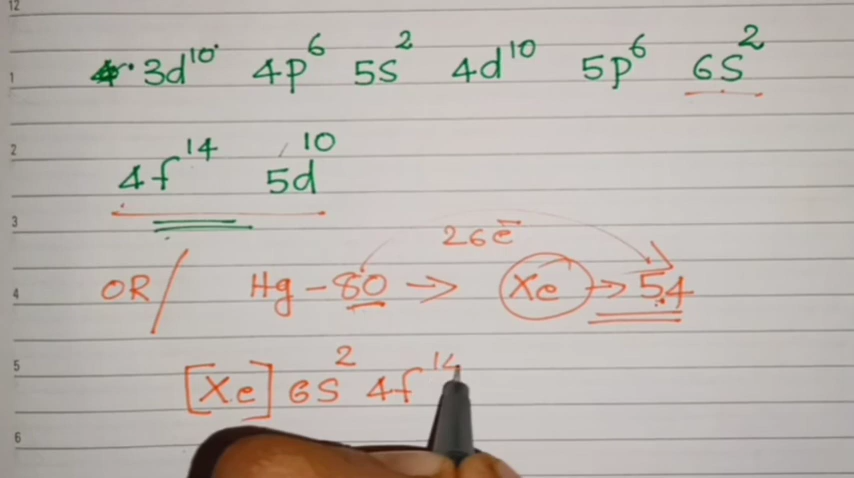 12
3d¹⁰ 4p⁶ 5s² 4d¹⁰ 5p⁶ 6s²
1
4f¹⁴ 5d¹⁰
2
3
26e⁻
OR / Hg – 80 → Xe → 54
4
[Xe] 6s² 4f¹⁴
5
6